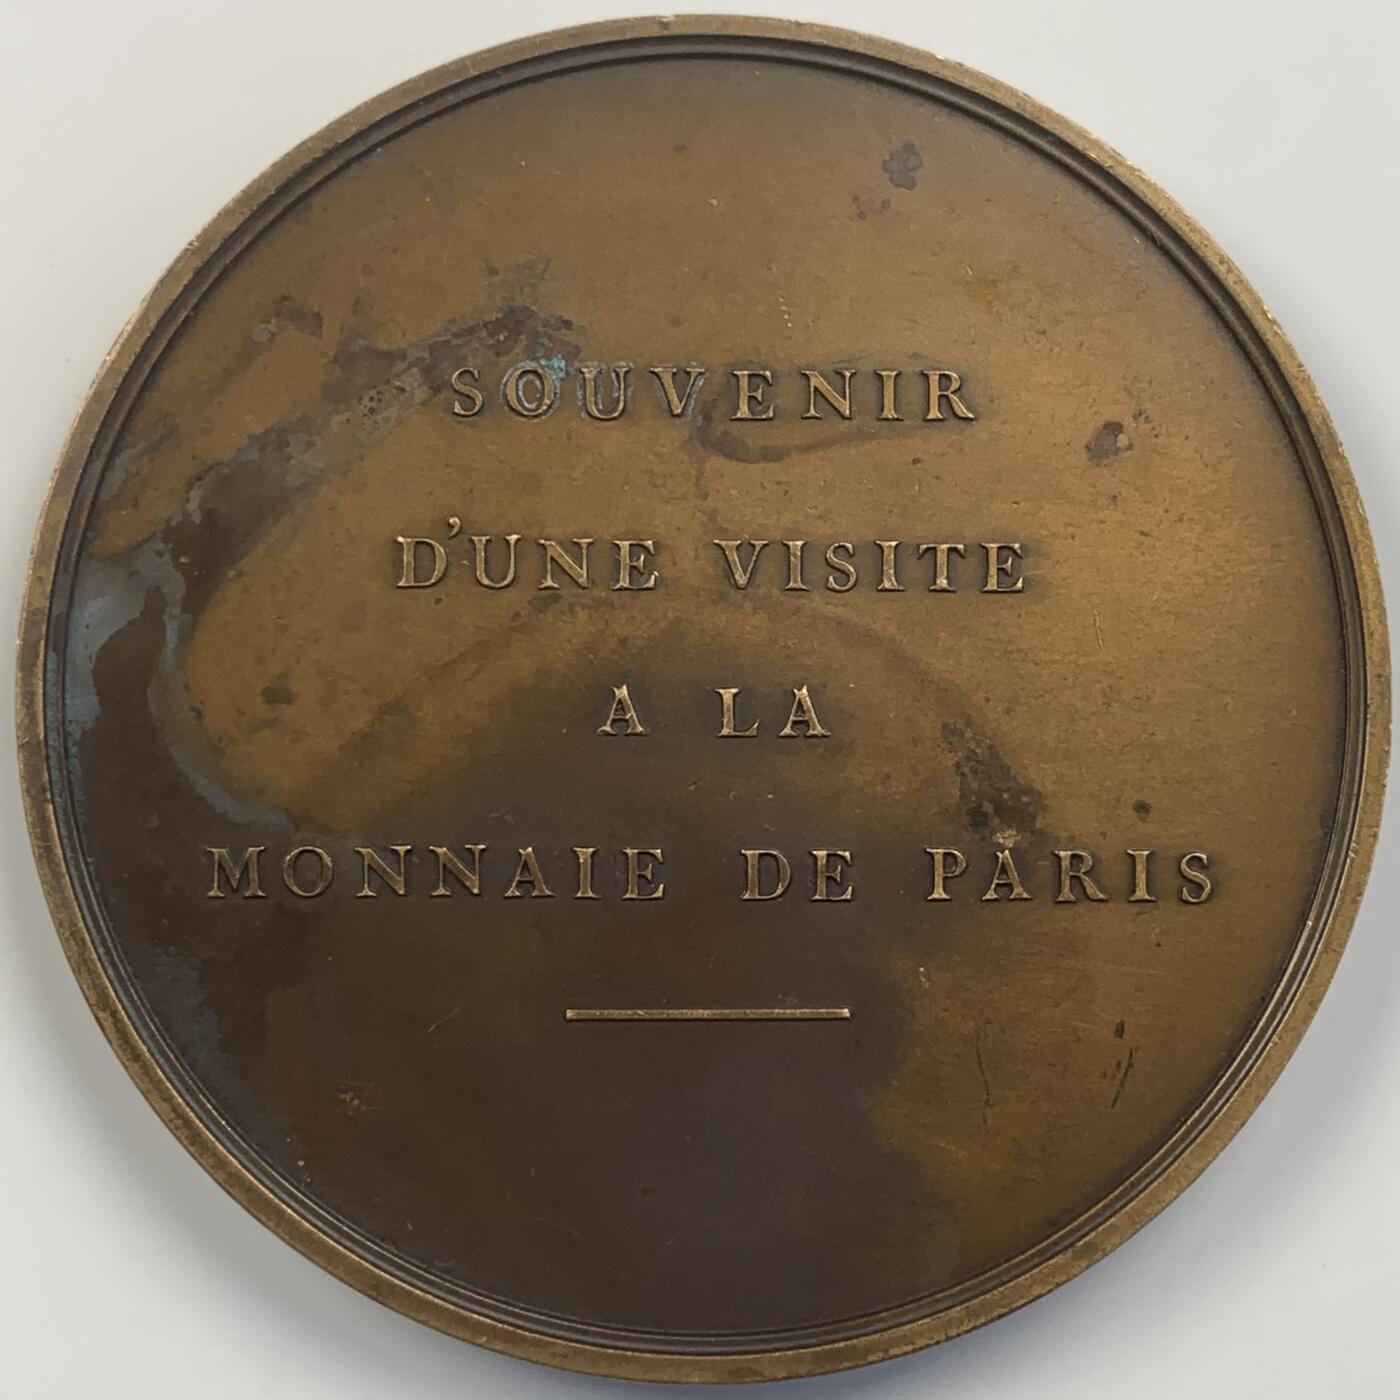 SOUVENIR
D'UNE VISITE
A LA
MONNAIE DE PARIS